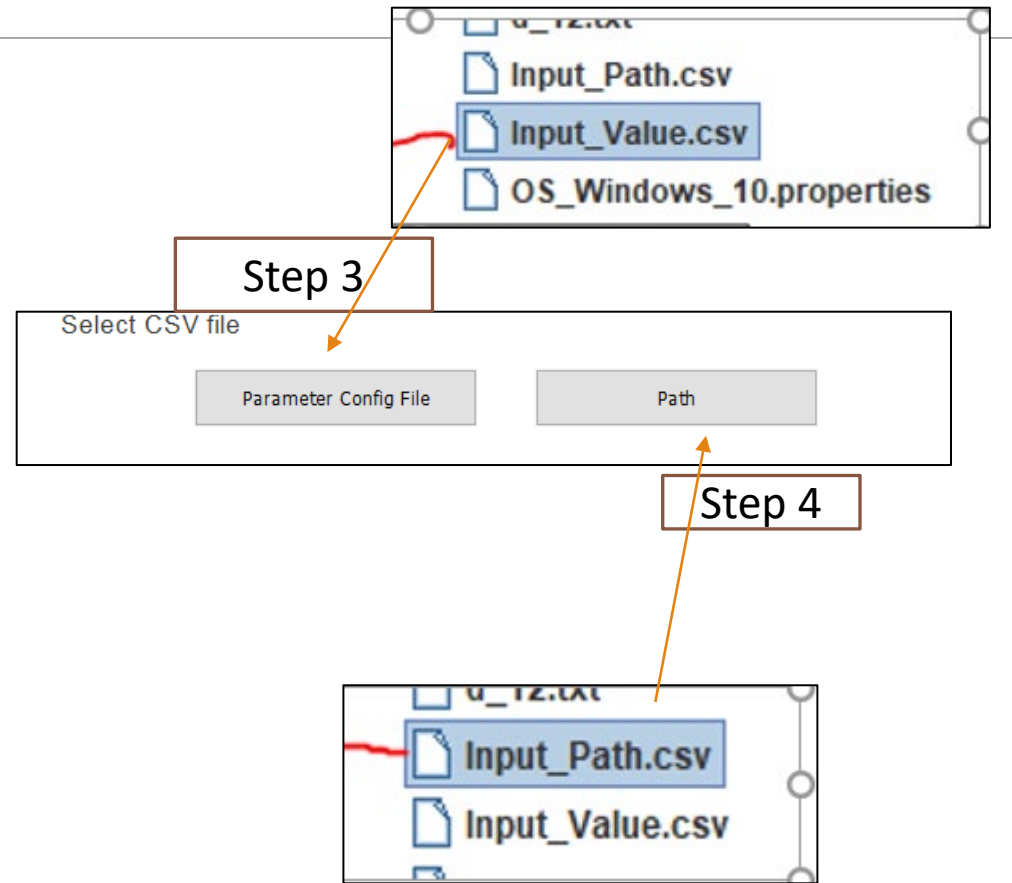 Input_Path.csv
Input_Value.csv
OS_Windows_10.properties
Step 3
Select CSV file
Parameter Config File
Path
Step 4
Input_Path.csv
Input_Value.csv